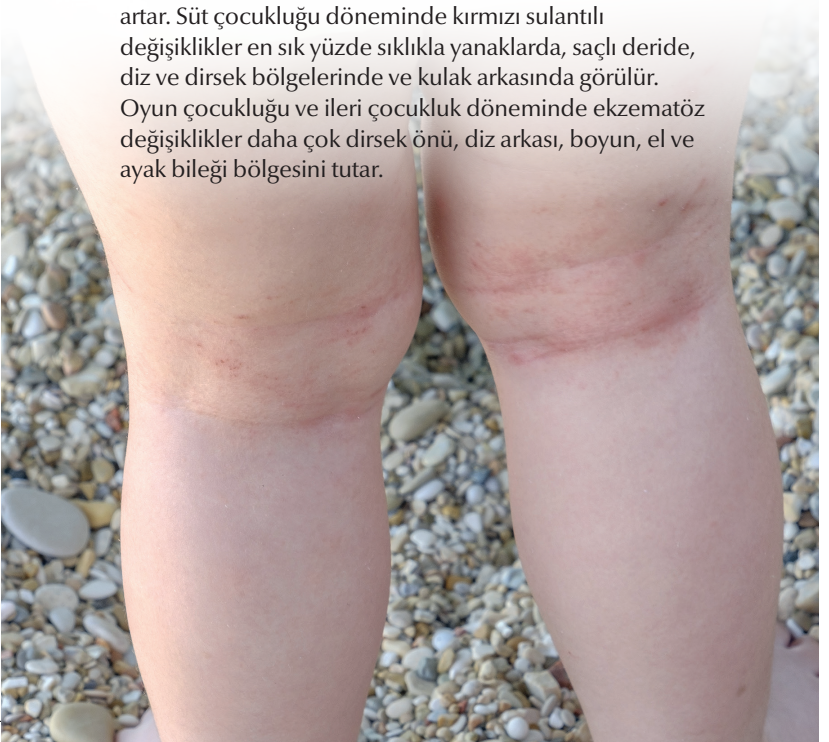 artar. Süt çocukluğu döneminde kırmızı sulantılı
değişiklikler en sık yüzde sıklıkla yanaklarda, saçlı deride,
diz ve dirsek bölgelerinde ve kulak arkasında görülür.
Oyun çocukluğu ve ileri çocukluk döneminde ekzematöz
değişiklikler daha çok dirsek önü, diz arkası, boyun, el ve
ayak bileği bölgesini tutar.